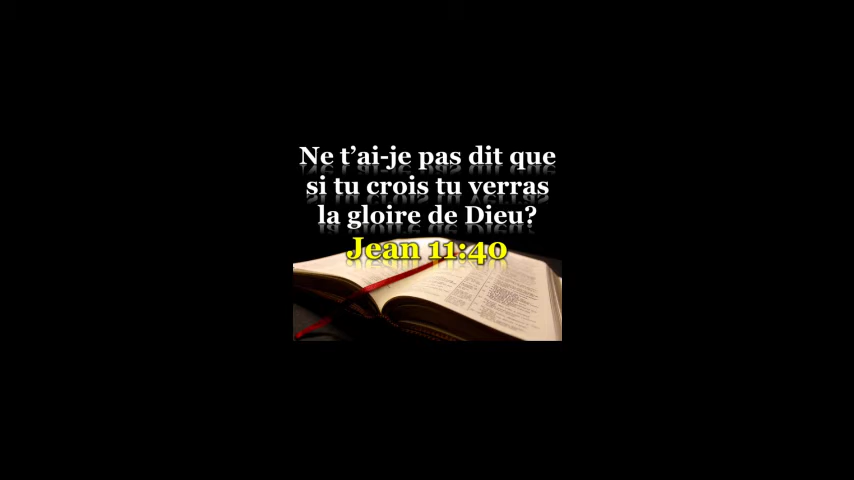 Ne t’ai-je pas dit que
si tu crois tu verras
la gloire de Dieu?
Jean 11:40